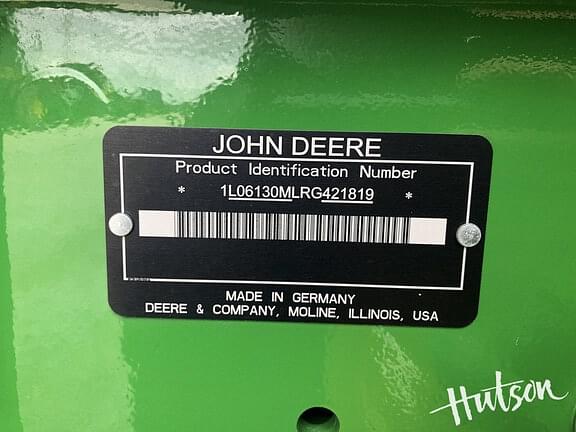 JOHN DEERE
Product Identification Number
* 1L06130MLRG421819 *
MADE IN GERMANY
DEERE & COMPANY, MOLINE, ILLINOIS, USA
Hutson